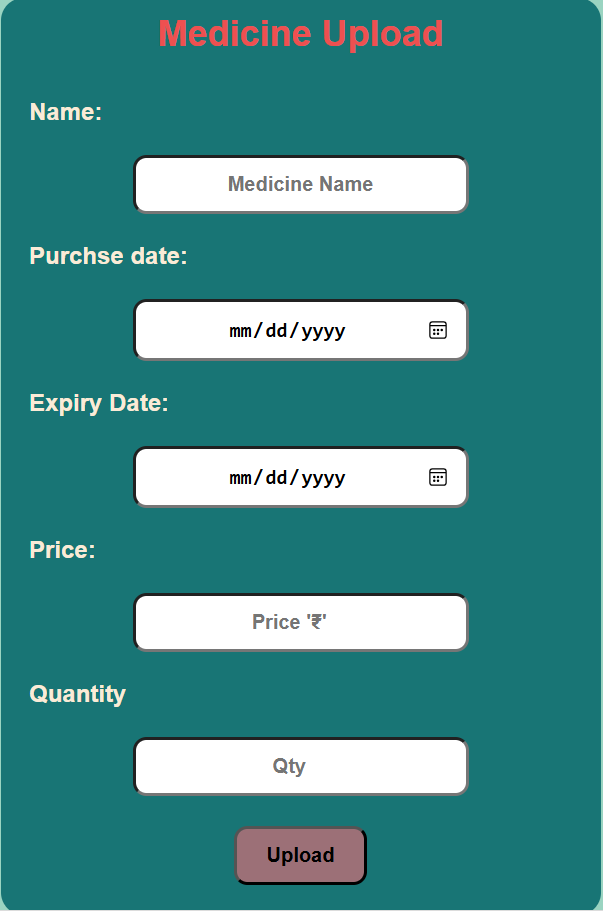 Medicine Upload
Name:
Medicine Name
Purchse date:
mm/dd/yyyy
Expiry Date:
mm/dd/yyyy
Price:
Price '₹'
Quantity
Qty
Upload